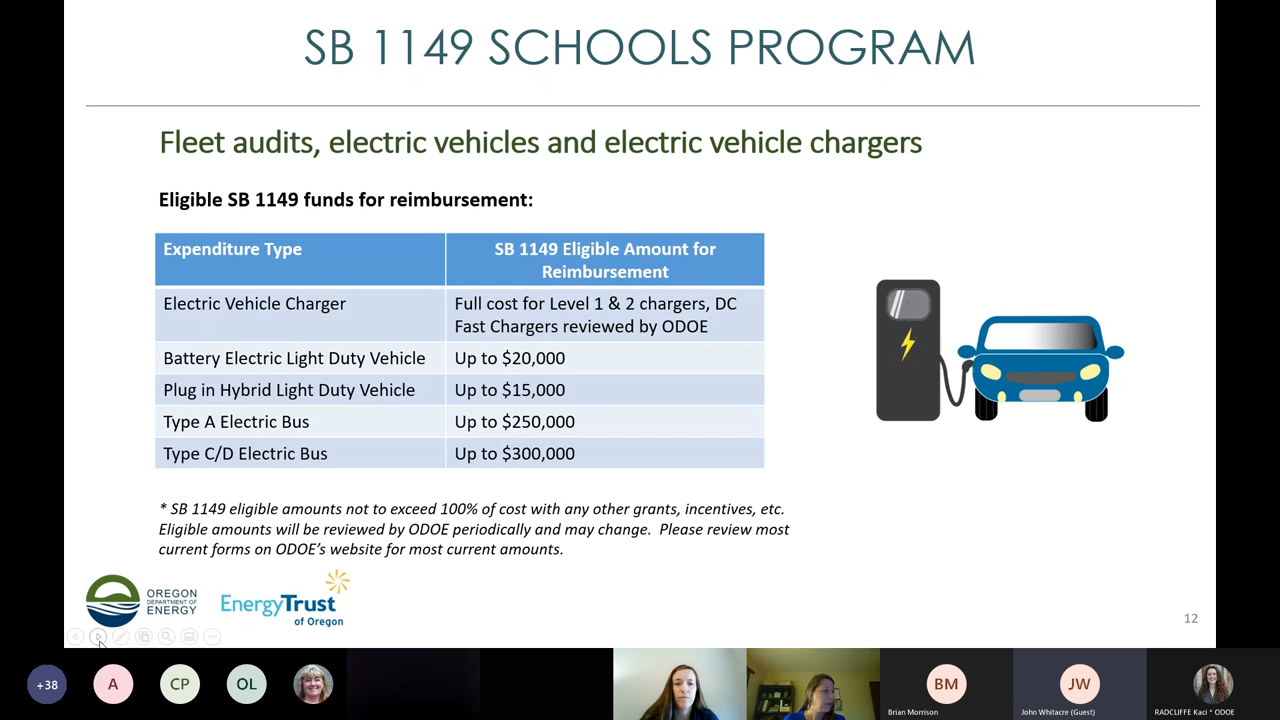 SB 1149 SCHOOLS PROGRAM
Fleet audits, electric vehicles and electric vehicle chargers
Eligible SB 1149 funds for reimbursement:
Expenditure Type
SB 1149 Eligible Amount for
Reimbursement
Electric Vehicle Charger
Full cost for Level 1 & 2 chargers, DC
Fast Chargers reviewed by ODOE
Battery Electric Light Duty Vehicle
Up to $20,000
Plug in Hybrid Light Duty Vehicle
Up to $15,000
Type A Electric Bus
Up to $250,000
Type C/D Electric Bus
Up to $300,000
* SB 1149 eligible amounts not to exceed 100% of cost with any other grants, incentives, etc.
Eligible amounts will be reviewed by ODOE periodically and may change. Please review most
current forms on ODOE's website for most current amounts.
OREGON
DEPARTMENT OF
ENERGY
EnergyTrust
of Oregon
12
+38
A
CP
OL
BM
Brian Morrison
JW
John Whitacre (Guest)
RADCLIFFE Kaci * ODOE